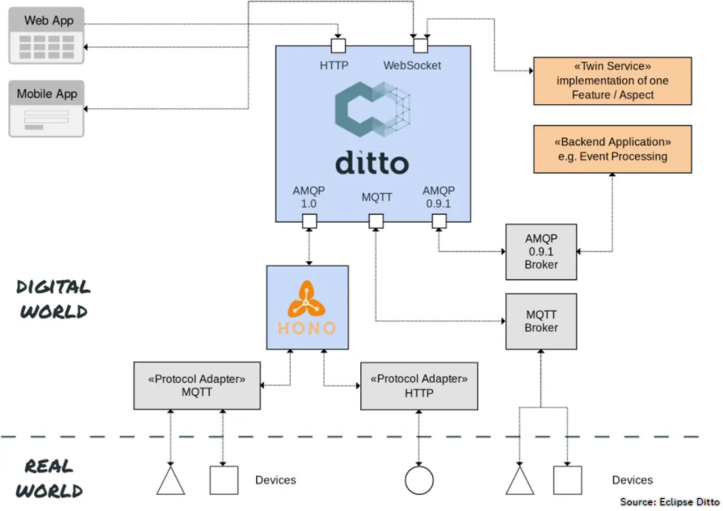 Web App
Mobile App
HTTP
WebSocket
ditto
AMQP
1.0
MQTT
AMQP
0.9.1
«Twin Service»
implementation of one
Feature / Aspect
«Backend Application»
e.g. Event Processing
AMQP
0.9.1
Broker
MQTT
Broker
DIGITAL
WORLD
HONO
«Protocol Adapter»
MQTT
«Protocol Adapter»
HTTP
REAL
WORLD
Devices
Devices
Source: Eclipse Ditto